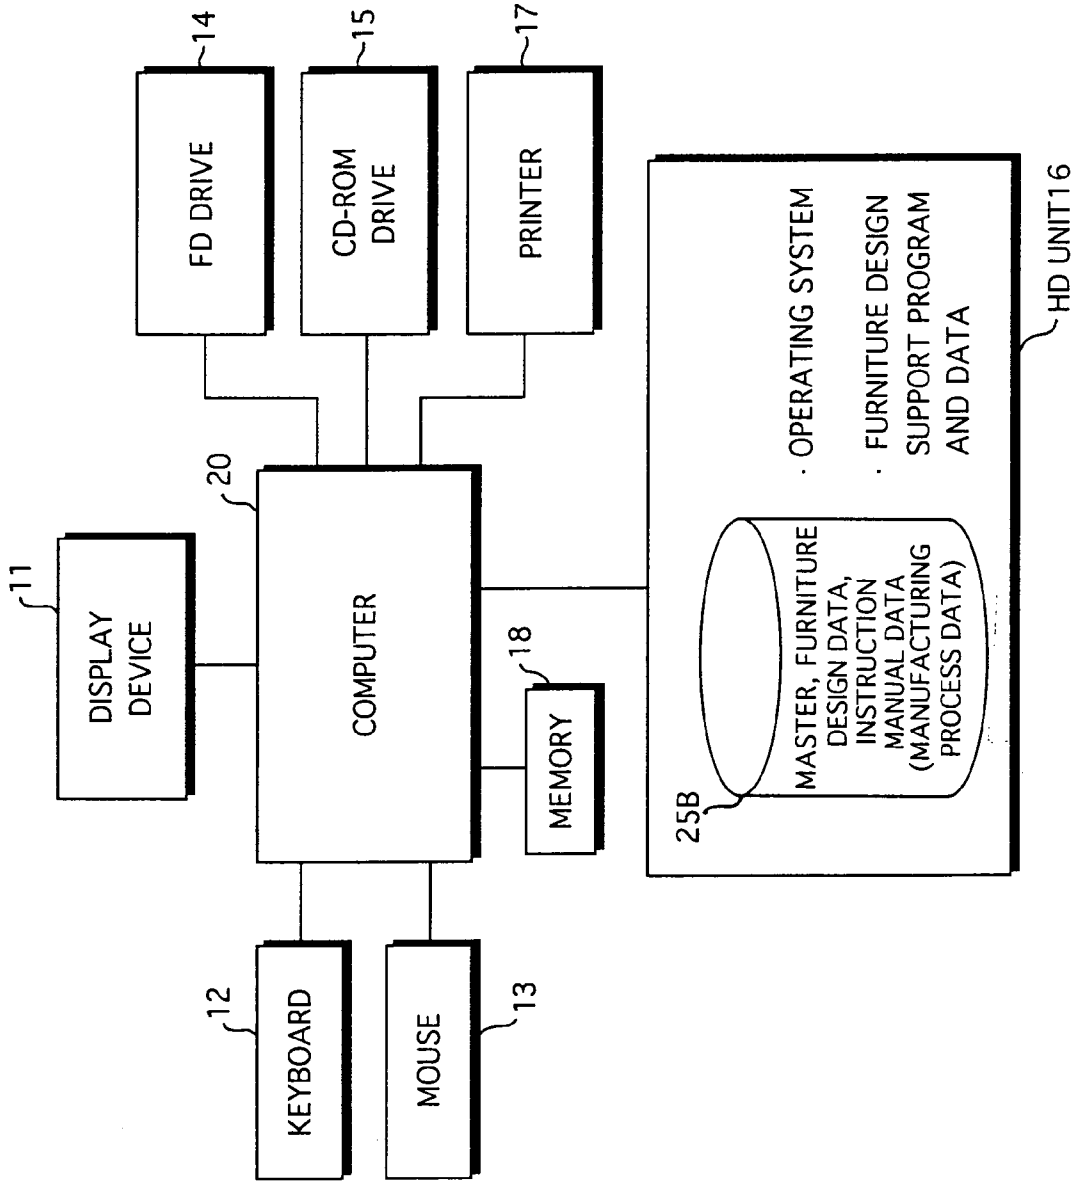 11
DISPLAY
DEVICE
20
COMPUTER
12
KEYBOARD
MOUSE
13
14
FD DRIVE
15
CD-ROM
DRIVE
17
PRINTER
18
MEMORY
25B
MASTER, FURNITURE
DESIGN DATA,
INSTRUCTION
MANUAL DATA
(MANUFACTURING
PROCESS DATA)
· OPERATING SYSTEM
· FURNITURE DESIGN
SUPPORT PROGRAM
AND DATA
HD UNIT16